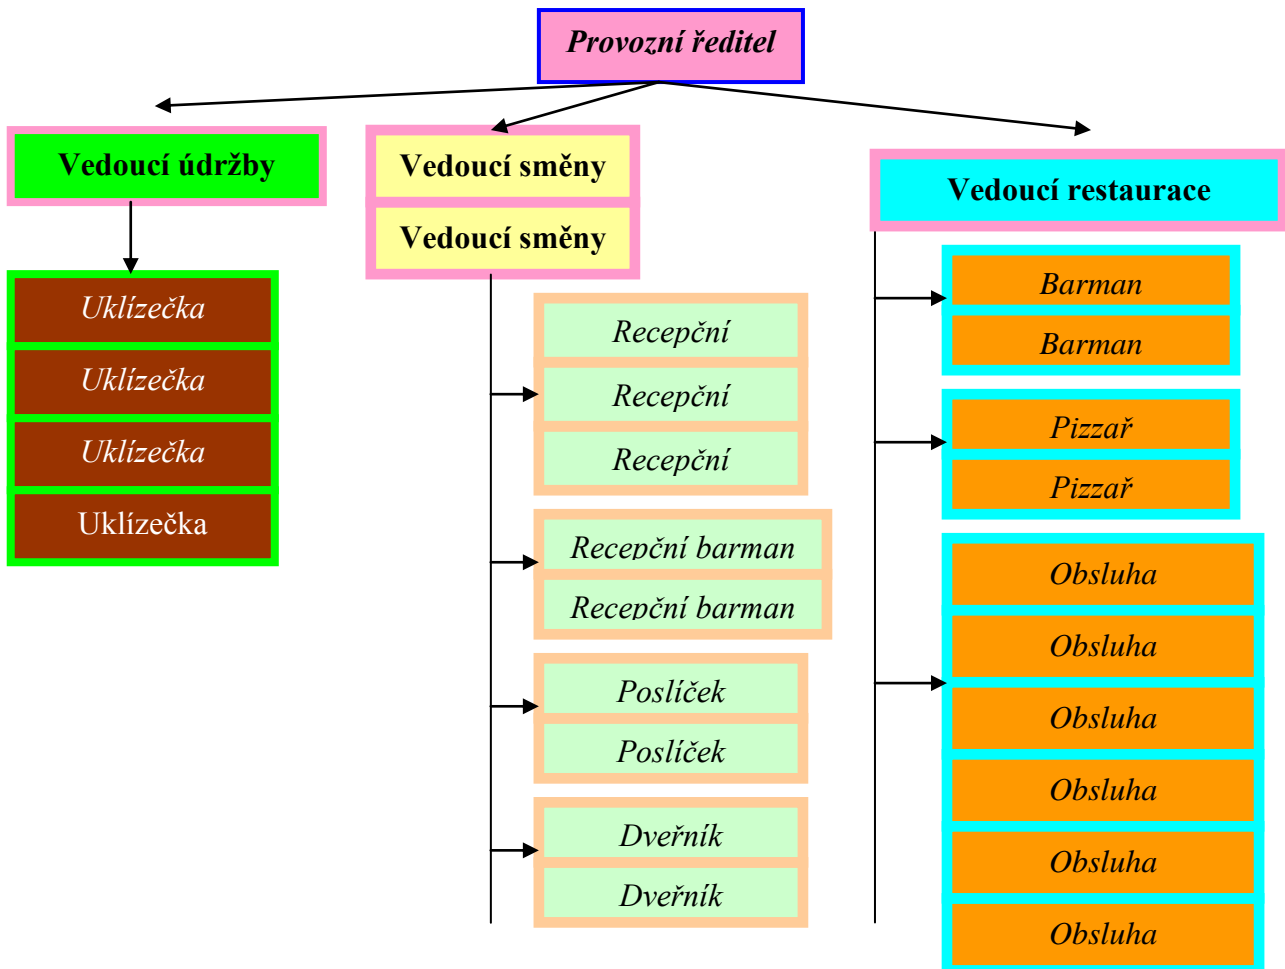 Provozní ředitel
Vedoucí údržby
Uklízečka
Uklízečka
Uklízečka
Uklízečka
Vedoucí směny
Vedoucí směny
Recepční
Recepční
Recepční
Recepční barman
Recepční barman
Poslíček
Poslíček
Dveřník
Dveřník
Vedoucí restaurace
Barman
Barman
Pizzař
Pizzař
Obsluha
Obsluha
Obsluha
Obsluha
Obsluha
Obsluha